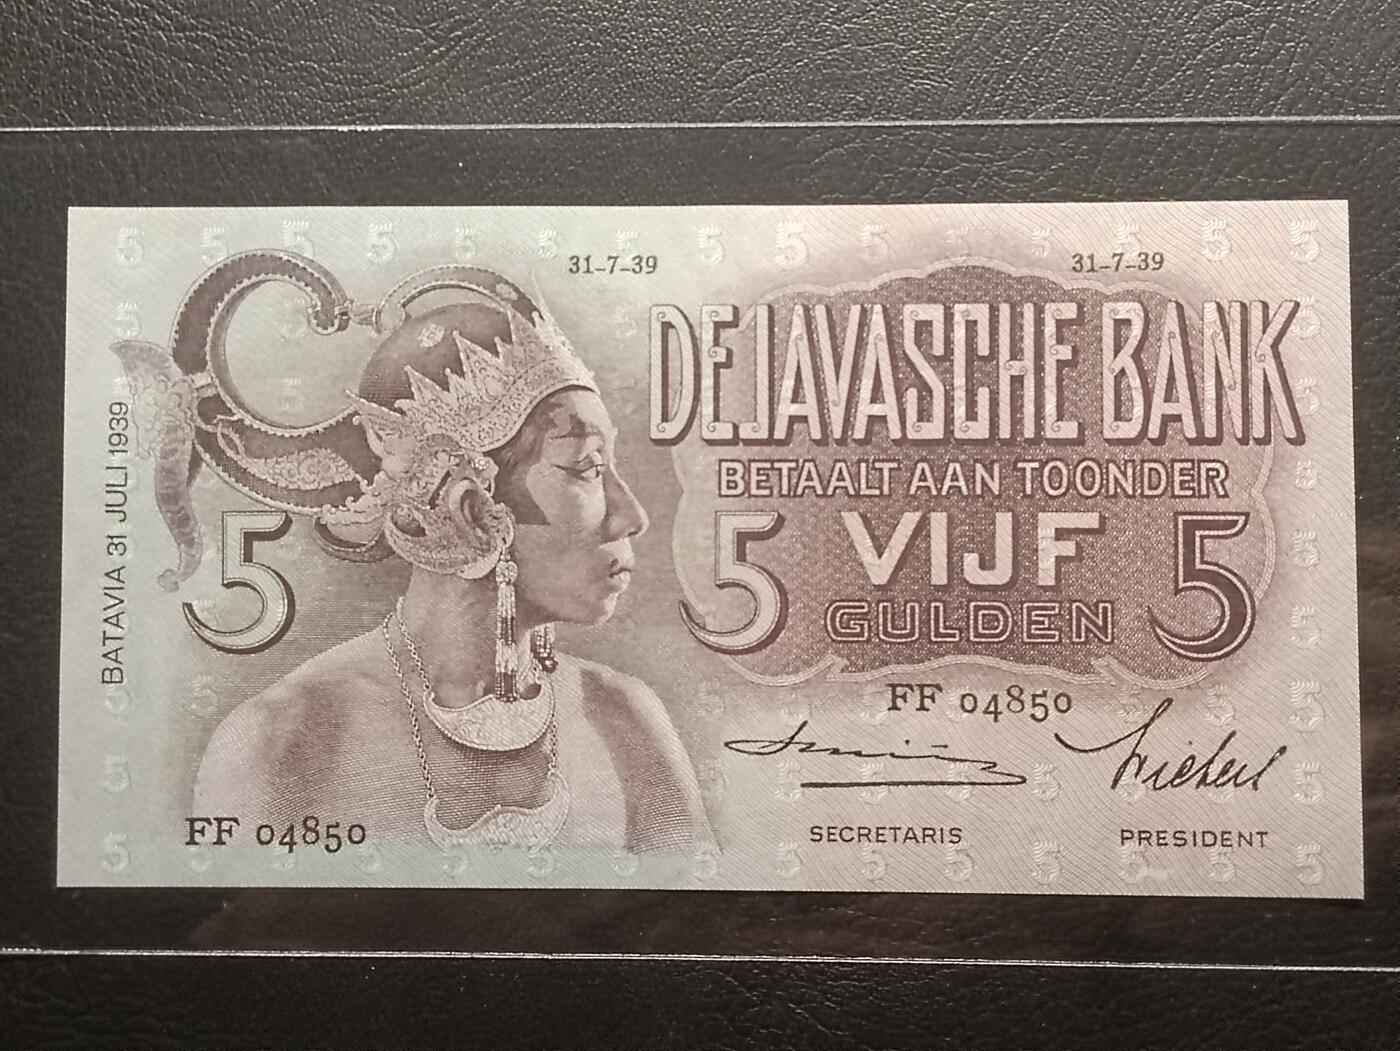 31-7-39
31-7-39
DE JAVASCHE BANK
BETAALT AAN TOONDER
5 VIJF 5
GULDEN
5
BATAVIA 31 JULI 1939
FF 04850
FF 04850
SECRETARIS
PRESIDENT